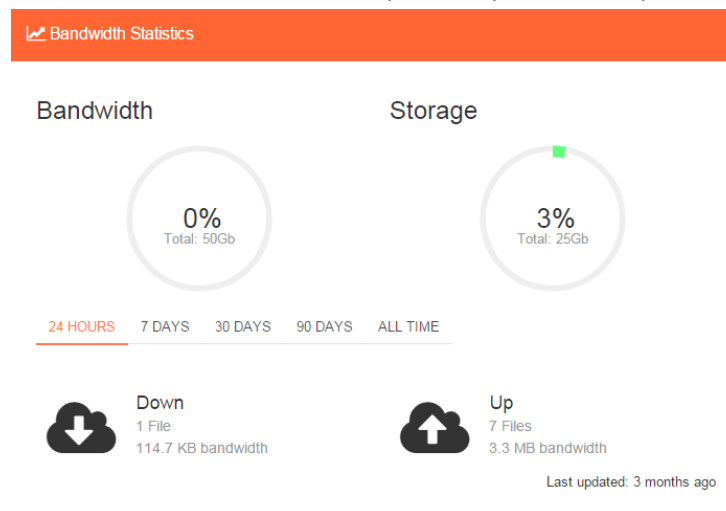 Bandwidth Statistics
Bandwidth
Storage
0%
Total: 50Gb
3%
Total: 25Gb
24 HOURS 7 DAYS 30 DAYS 90 DAYS ALL TIME
Down
1 File
114.7 KB bandwidth
Up
7 Files
3.3 MB bandwidth
Last updated: 3 months ago